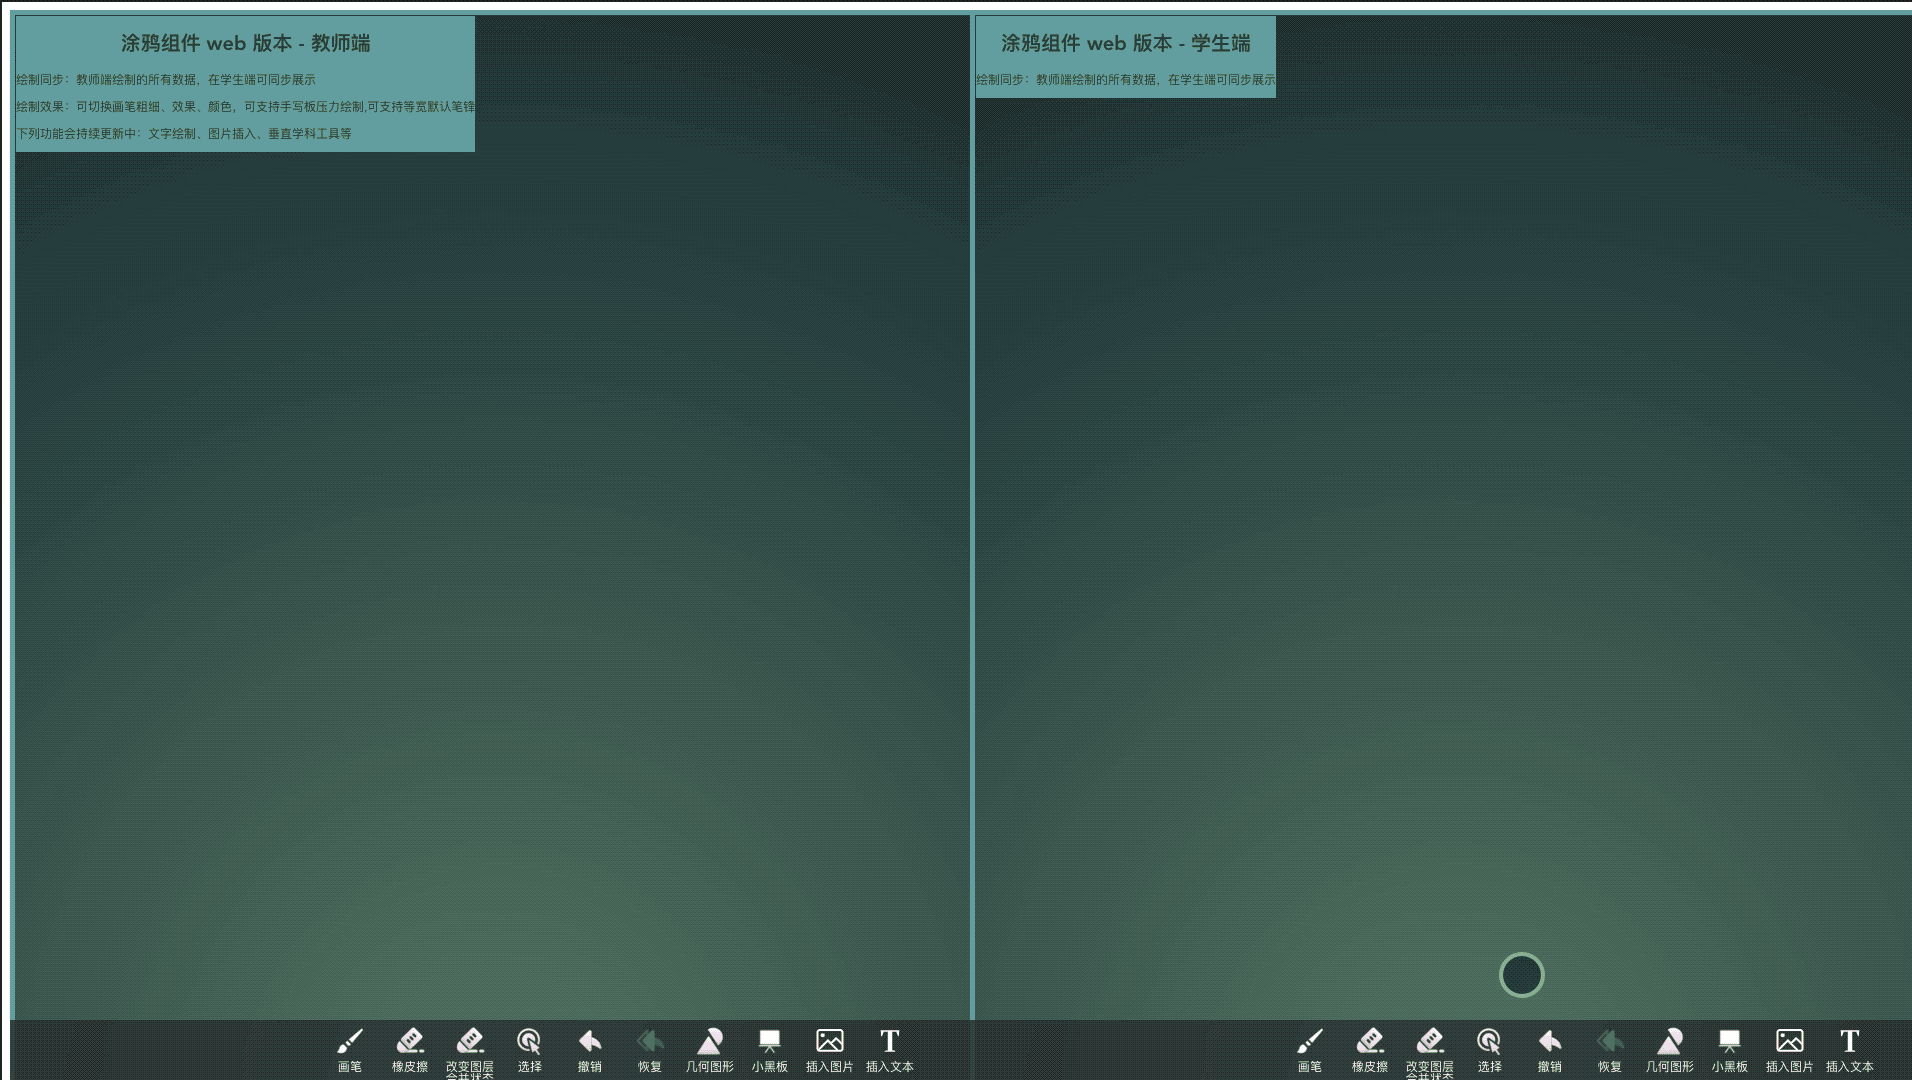 涂鸦组件 web 版本 - 教师端
绘制同步：教师端绘制的所有数据，在学生端可同步展示
绘制效果：可切换画笔粗细、效果、颜色，可支持手写板压力绘制,可支持等宽默认笔锋
下列功能会持续更新中：文字绘制、图片插入、垂直学科工具等
涂鸦组件 web 版本 - 学生端
绘制同步：教师端绘制的所有数据，在学生端可同步展示
画笔 橡皮擦 改变图层 选择 撤销 恢复 几何图形 小黑板 插入图片 插入文本
合并状态
画笔 橡皮擦 改变图层 选择 撤销 恢复 几何图形 小黑板 插入图片 插入文本
合并状态